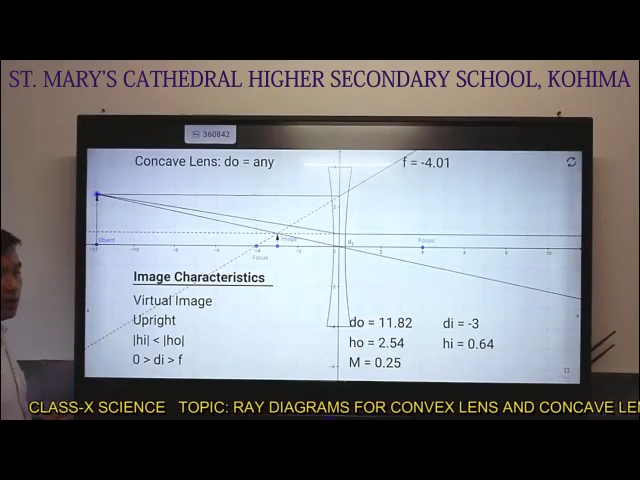 ST. MARY'S CATHEDRAL HIGHER SECONDARY SCHOOL, KOHIMA
360842
Concave Lens: do = any
f = -4.01
Object
Image
Focus
Focus
Image Characteristics
Virtual Image
Upright
|hi| < |ho|
0 > di > f
do = 11.82 di = -3
ho = 2.54 hi = 0.64
M = 0.25
CLASS-X SCIENCE TOPIC: RAY DIAGRAMS FOR CONVEX LENS AND CONCAVE LEN